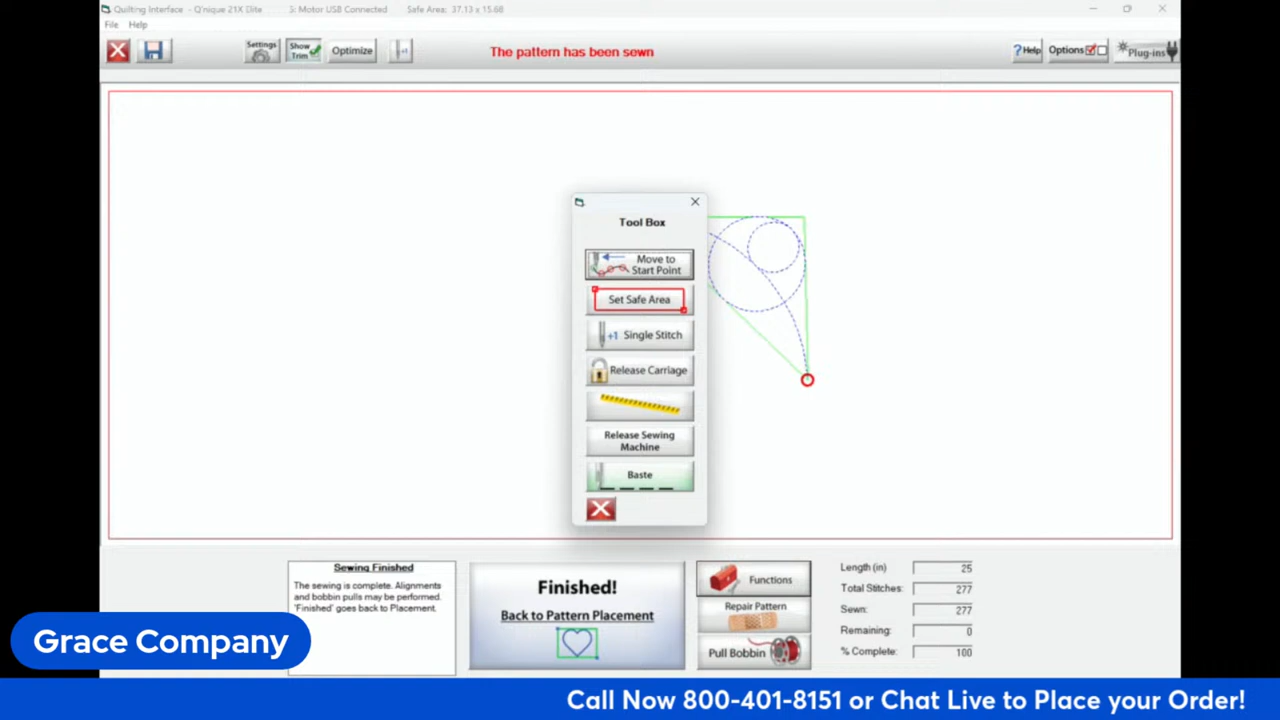 Quilting Interface - Q'nique 21X Elite S: Motor USB Connected Safe Area: 37.13 x 15.68
File Help
Settings
Show Trim
Optimize
+1
The pattern has been sewn
?Help
Options
Plug-ins
Tool Box
Move to
Start Point
Set Safe Area
+1 Single Stitch
Release Carriage
Release Sewing
Machine
Baste
Sewing Finished
The sewing is complete. Alignments
and bobbin pulls may be performed.
'Finished' goes back to Placement.
Finished!
Back to Pattern Placement
Functions
Repair Pattern
Pull Bobbin
Length (in) 25
Total Stitches: 277
Sewn: 277
Remaining: 0
% Complete: 100
Grace Company
Call Now 800-401-8151 or Chat Live to Place your Order!